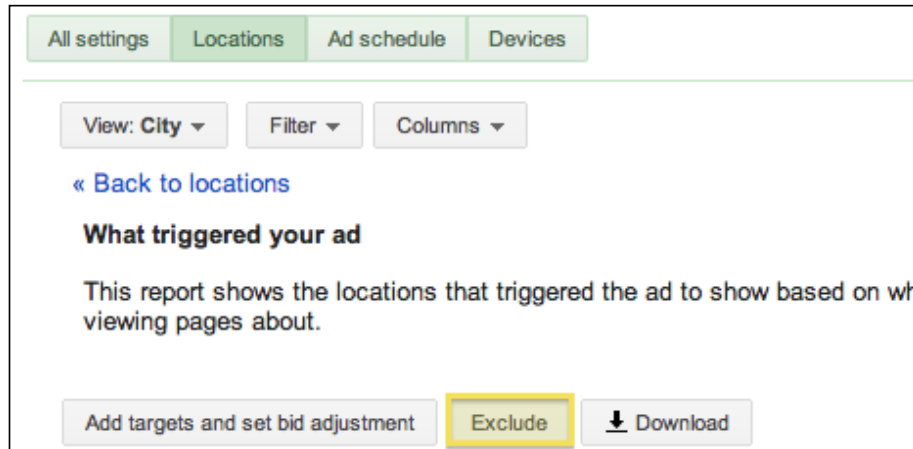 All settings Locations Ad schedule Devices
View: City Filter Columns
« Back to locations
What triggered your ad
This report shows the locations that triggered the ad to show based on
viewing pages about.
Add targets and set bid adjustment Exclude Download